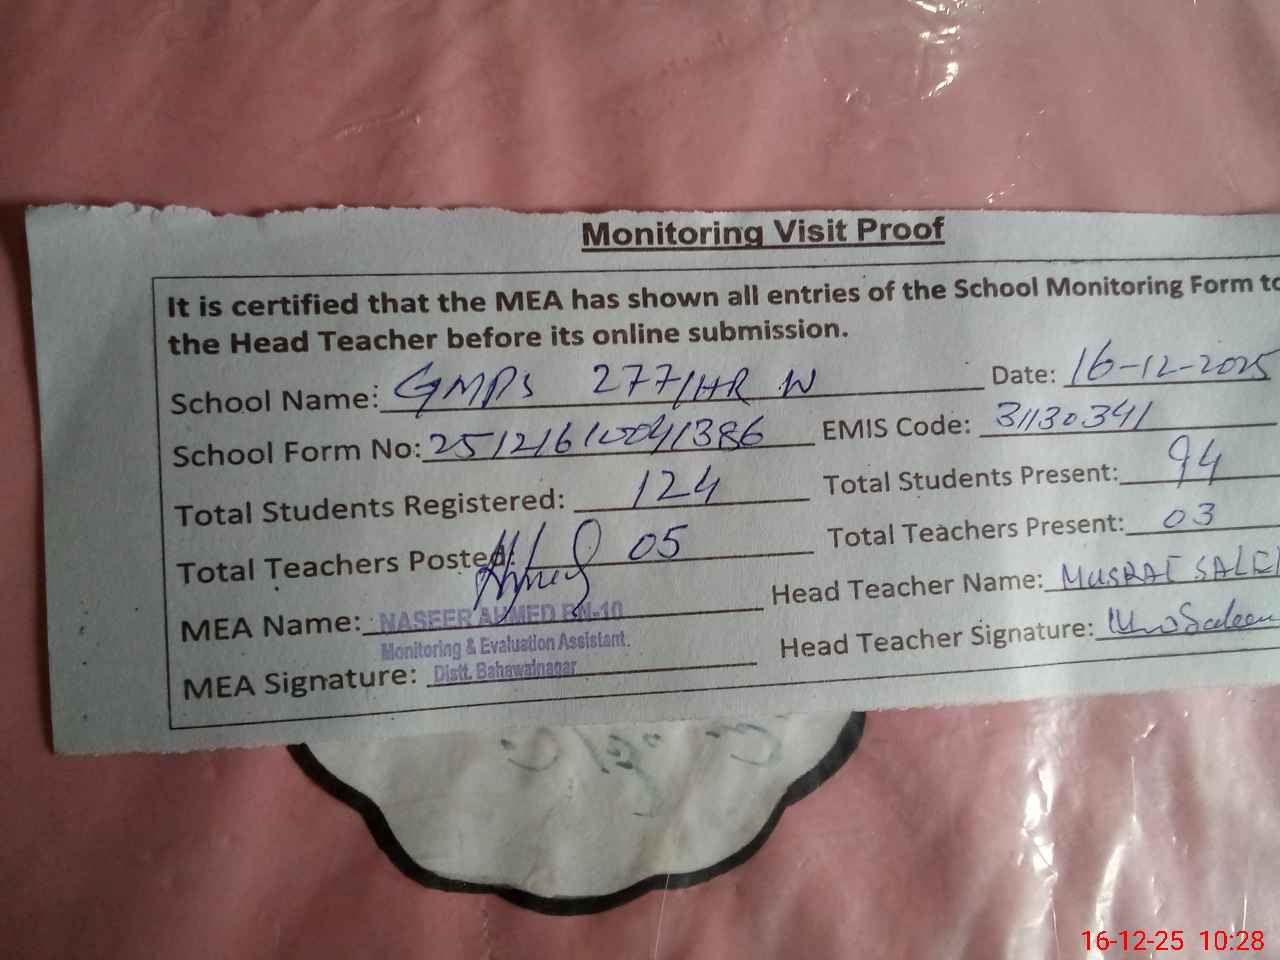 Monitoring Visit Proof
It is certified that the MEA has shown all entries of the School Monitoring Form to
the Head Teacher before its online submission.
School Name: GMPS 277/HR W Date: 16-12-2025
School Form No: EMIS Code: 31130341
Total Students Registered: 124 Total Students Present: 94
Total Teachers Posted: 05 Total Teachers Present: 03
MEA Name: NASEER AHMED BN-10 Head Teacher Name: MUSRAT
Monitoring & Evaluation Assistant.
MEA Signature: Distt. Bahawalnagar Head Teacher Signature:
16-12-25 10:28